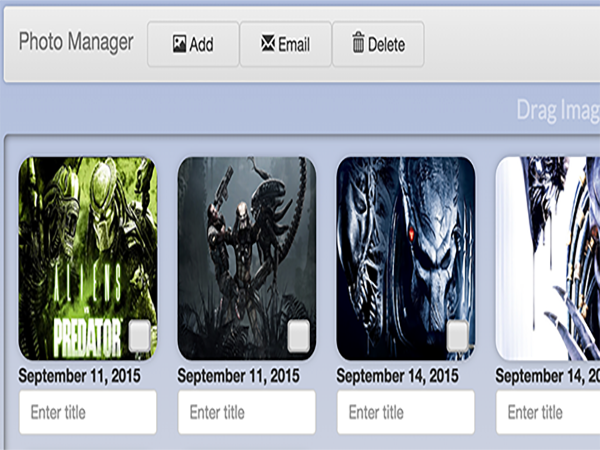 Photo Manager
Add
Email
Delete
Drag Imag
ALIENS
PREDATOR
September 11, 2015
September 11, 2015
September 14, 2015
September 14, 20
Enter title
Enter title
Enter title
Enter title